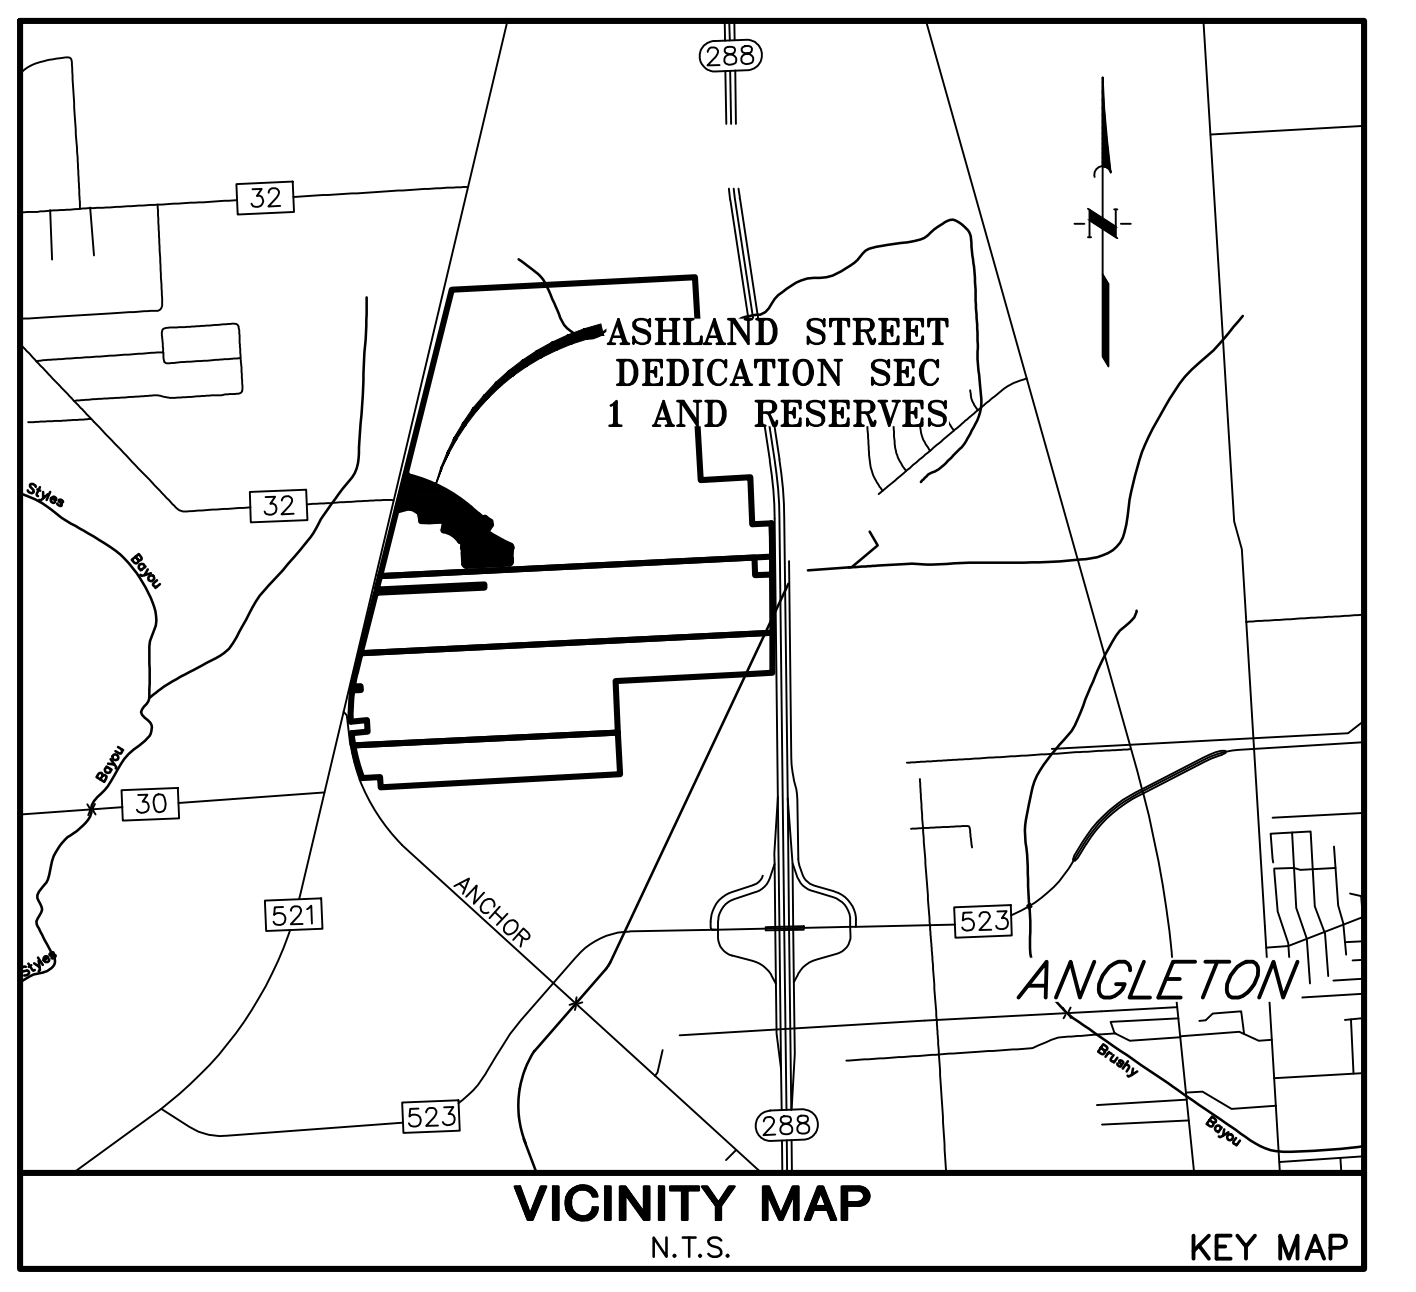 288
32
N
ASHLAND STREET
DEDICATION SEC
1 AND RESERVES
32
Styles
Bayou
Bayou
30
ANCHOR
521
523
Styles
ANGLETON
Brushy
523
288
Bayou
VICINITY MAP
N.T.S.
KEY MAP